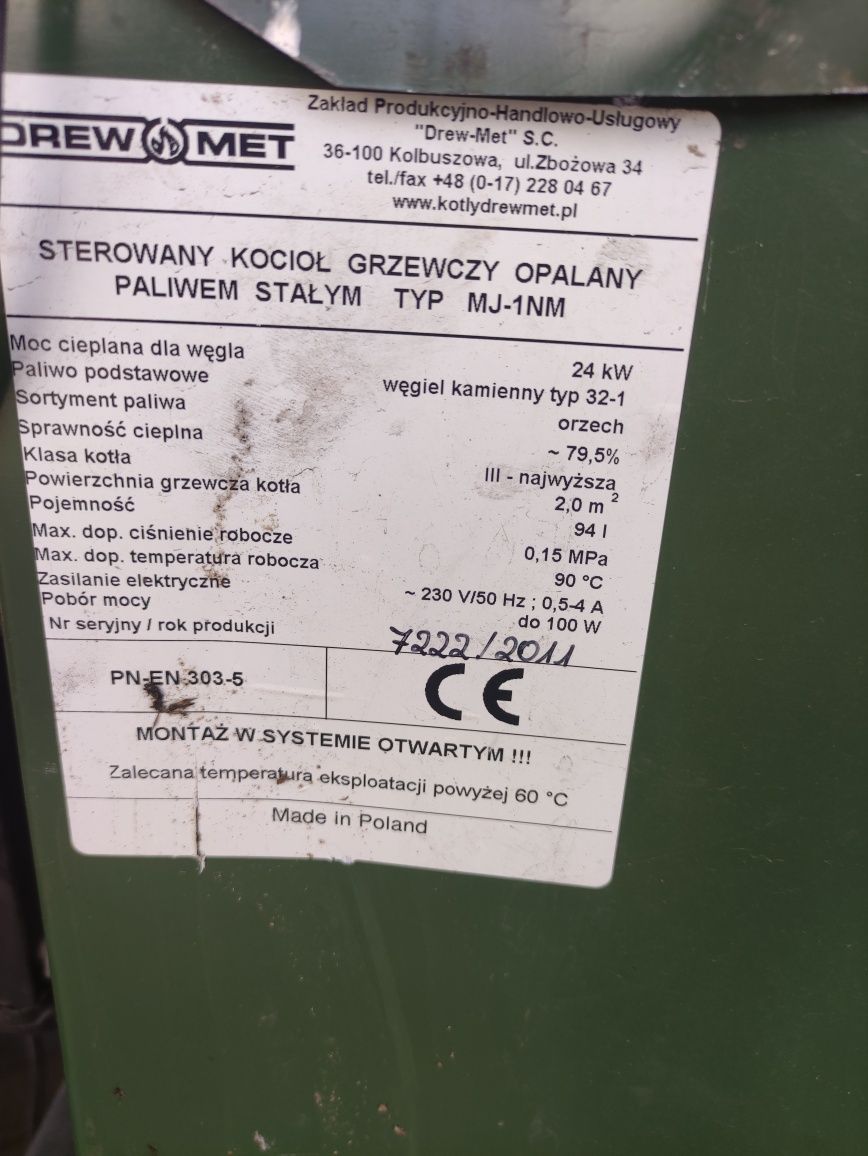 DREW MET
Zakład Produkcyjno-Handlowo-Usługowy
"Drew-Met" S.C.
36-100 Kolbuszowa, ul.Zbożowa 34
tel./fax +48 (0-17) 228 04 67
www.kotlydrewmet.pl
STEROWANY KOCIOŁ GRZEWCZY OPALANY
PALIWEM STAŁYM TYP MJ-1NM
Moc cieplana dla węgla 24 kW
Paliwo podstawowe węgiel kamienny typ 32-1
Sortyment paliwa orzech
Sprawność cieplna ~ 79,5%
Klasa kotła III - najwyższa
Powierzchnia grzewcza kotła 2,0 m²
Pojemność 94 l
Max. dop. ciśnienie robocze 0,15 MPa
Max. dop. temperatura robocza 90 °C
Zasilanie elektryczne ~ 230 V/50 Hz ; 0,5-4 A
Pobór mocy do 100 W
Nr seryjny / rok produkcji 7222/2011
PN-EN 303-5 CE
MONTAŻ W SYSTEMIE OTWARTYM !!!
Zalecana temperatura eksploatacji powyżej 60 °C
Made in Poland